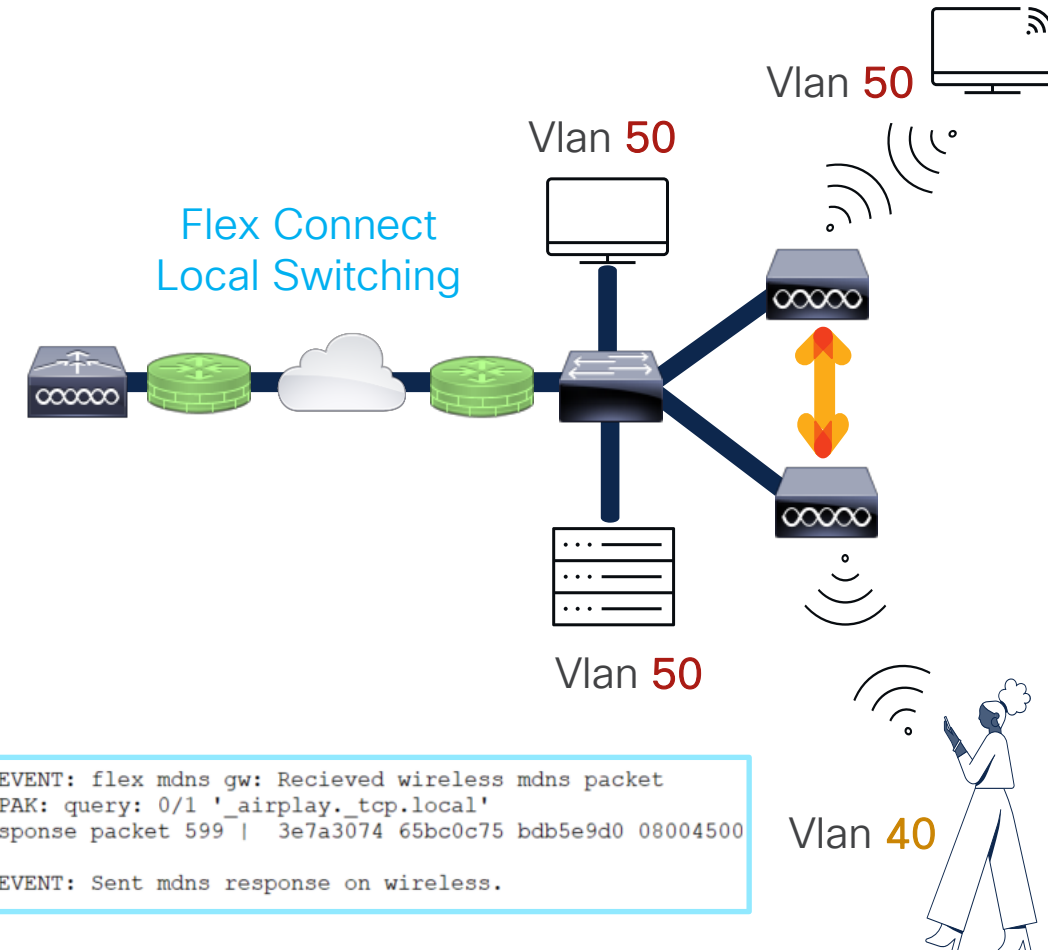 Vlan 50
Vlan 50
Flex Connect
Local Switching
Vlan 50
EVENT: flex mdns gw: Recieved wireless mdns packet
PAK: query: 0/1 '_airplay._tcp.local'
sponse packet 599 | 3e7a3074 65bc0c75 bdb5e9d0 08004500
EVENT: Sent mdns response on wireless.
Vlan 40